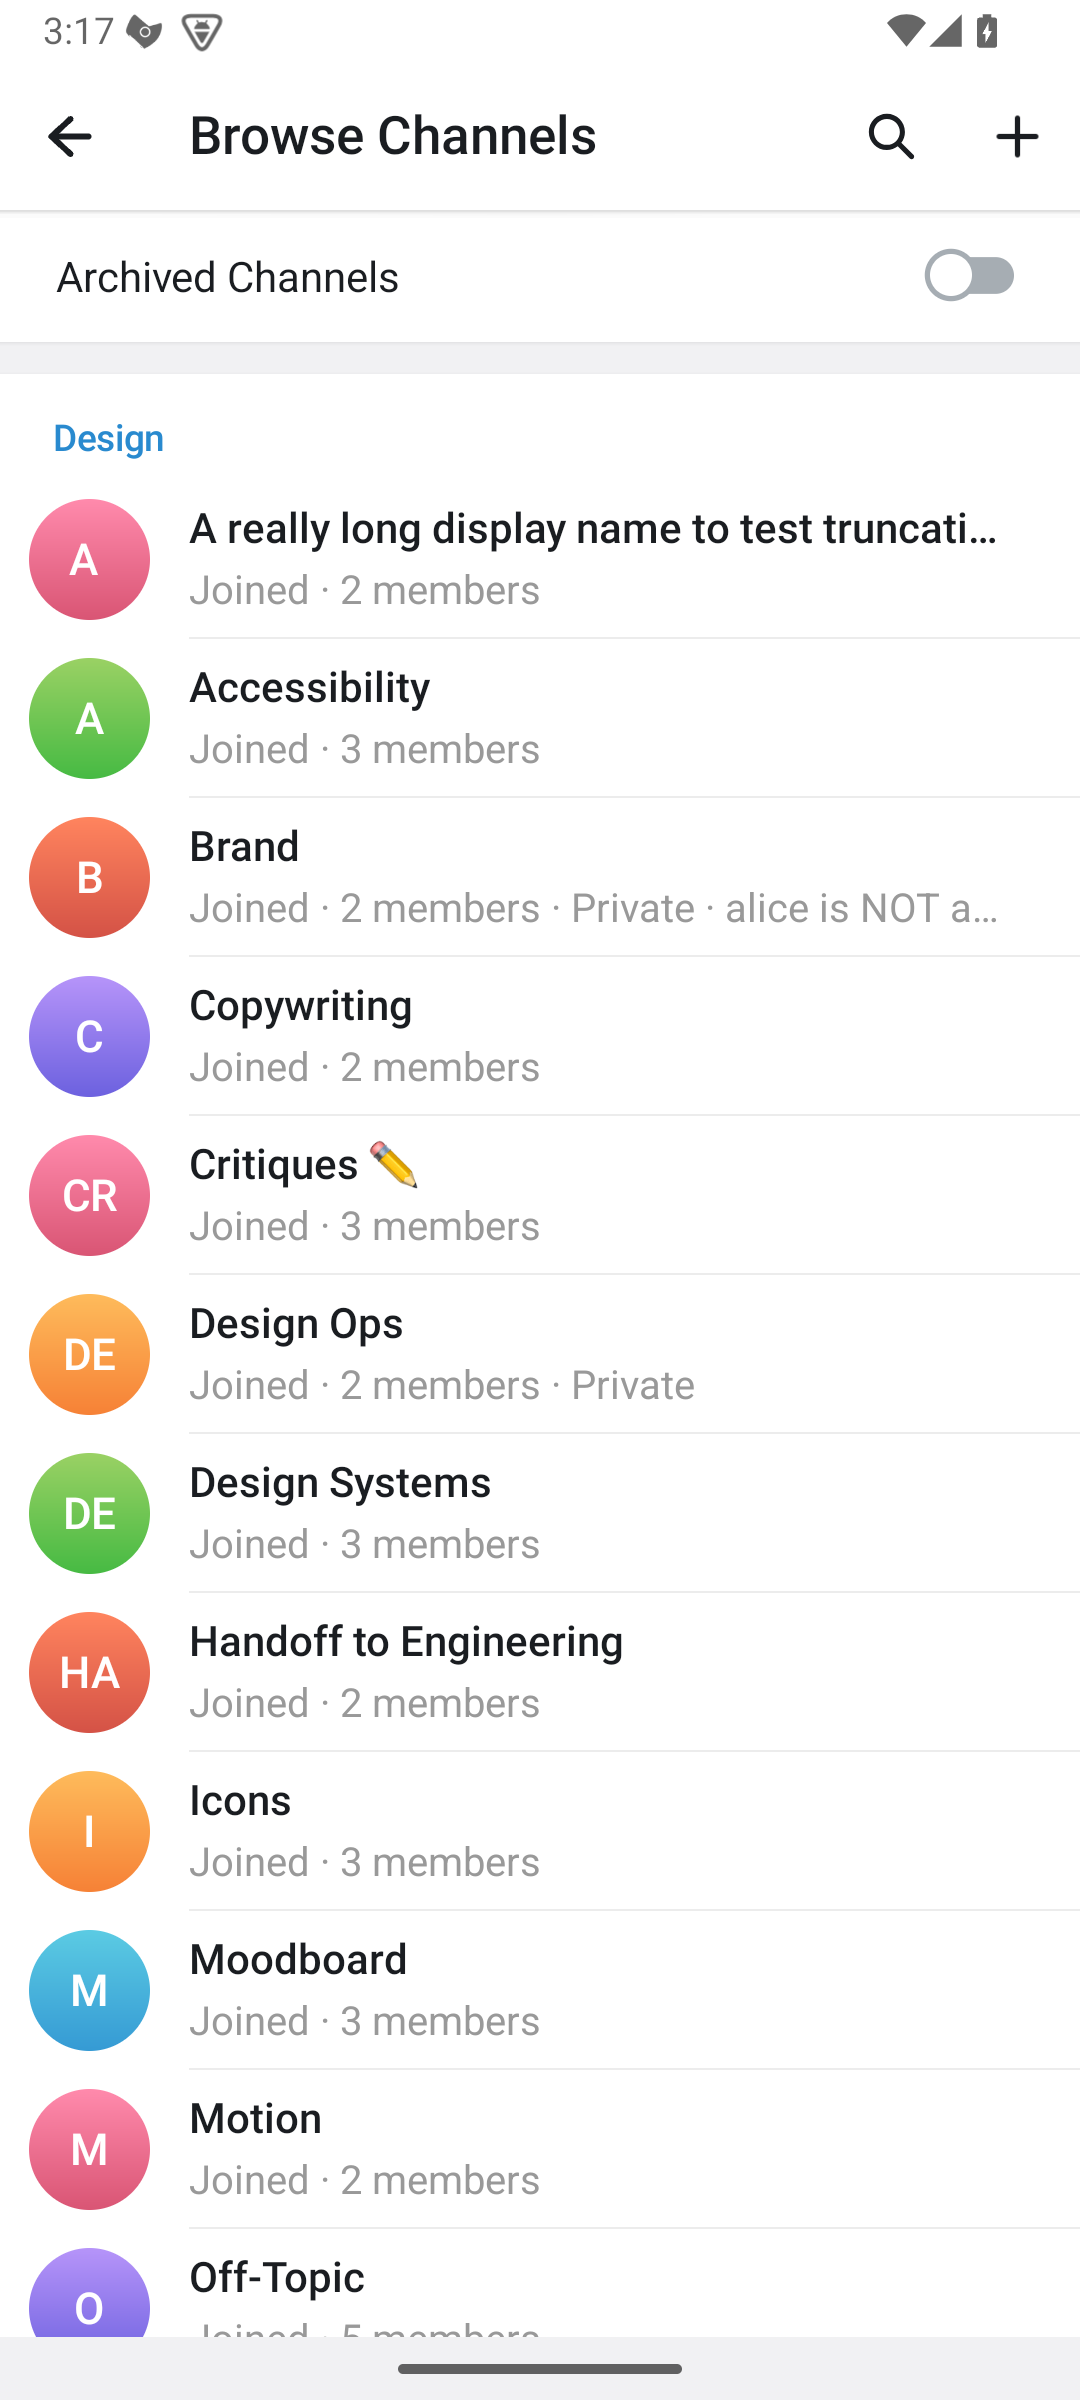 3:17
Browse Channels
Archived Channels
Design
A
A really long display name to test truncati...
Joined · 2 members
A
Accessibility
Joined · 3 members
B
Brand
Joined · 2 members · Private · alice is NOT a...
C
Copywriting
Joined · 2 members
CR
Critiques ✏️
Joined · 3 members
DE
Design Ops
Joined · 2 members · Private
DE
Design Systems
Joined · 3 members
HA
Handoff to Engineering
Joined · 2 members
I
Icons
Joined · 3 members
M
Moodboard
Joined · 3 members
M
Motion
Joined · 2 members
O
Off-Topic
Joined · 5 members